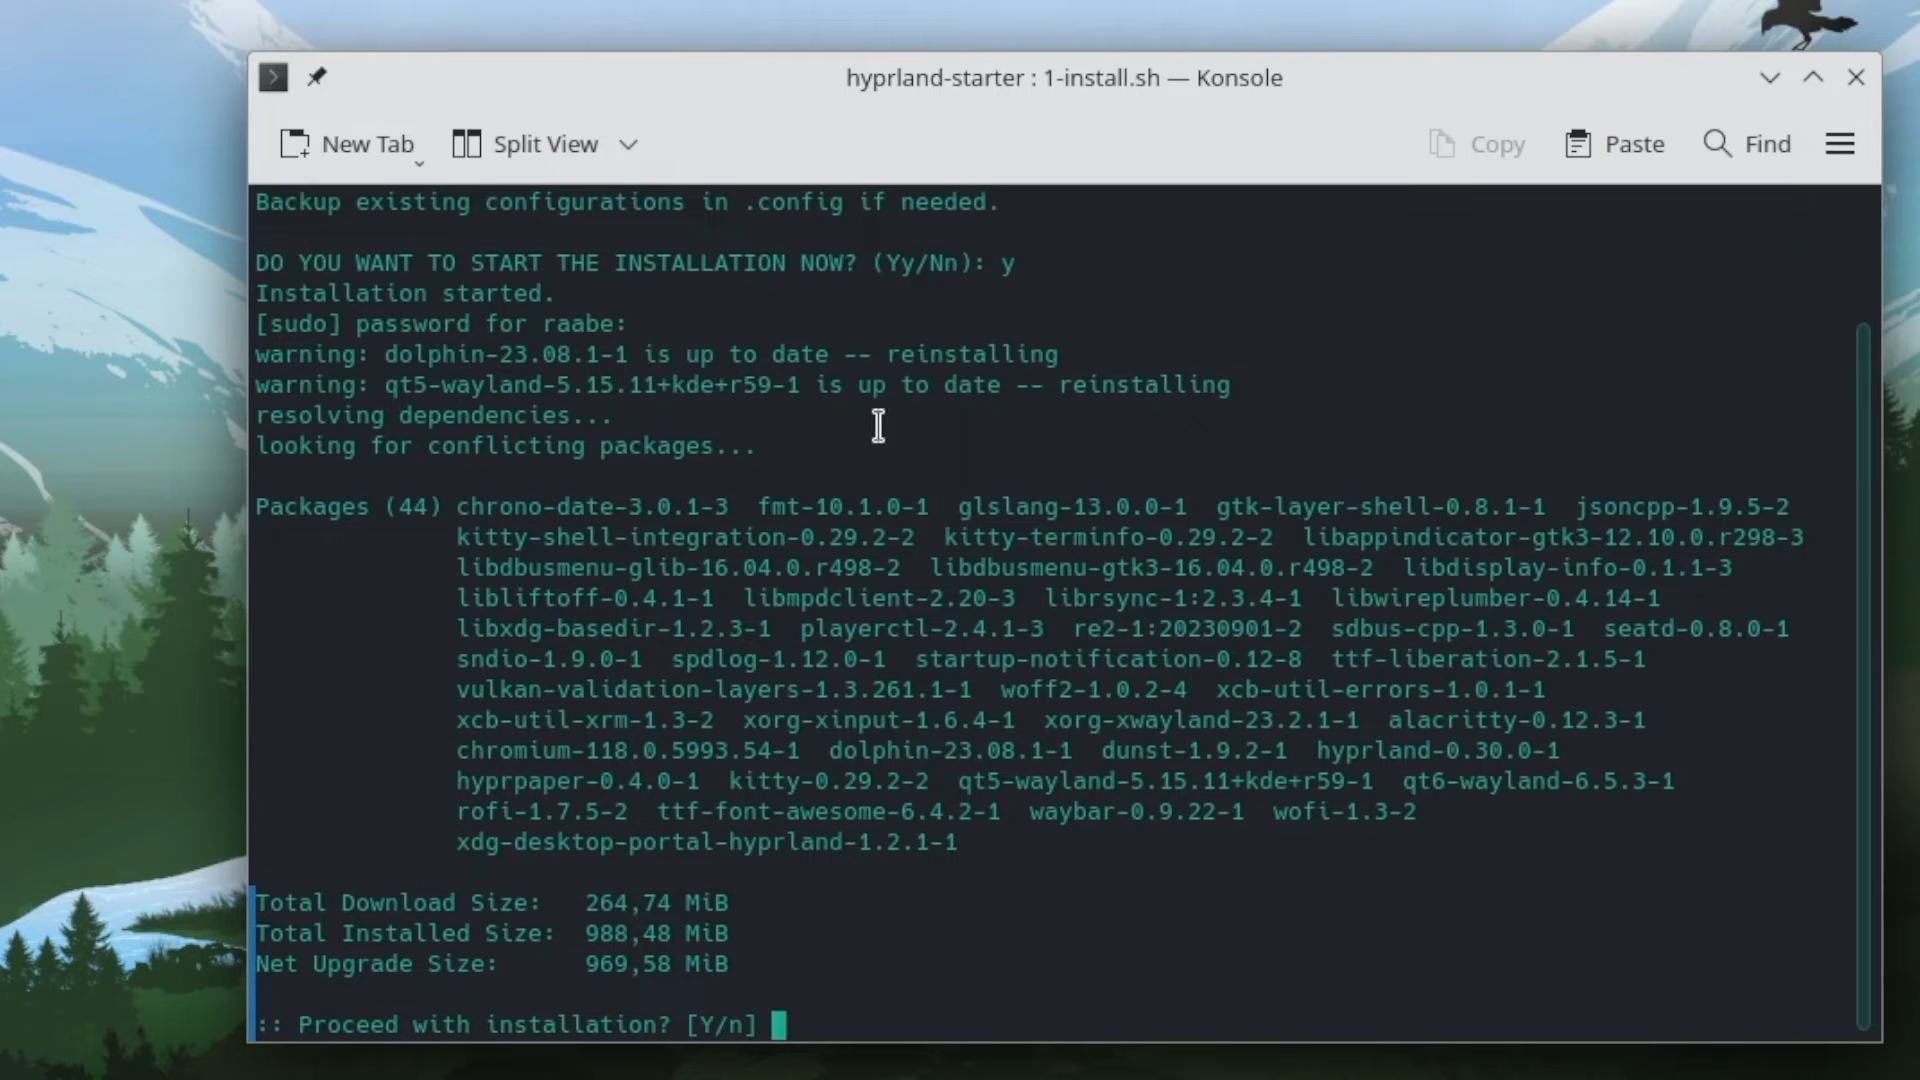 hyprland-starter : 1-install.sh — Konsole
New Tab Split View Copy Paste Find
Backup existing configurations in .config if needed.
DO YOU WANT TO START THE INSTALLATION NOW? (Yy/Nn): y
Installation started.
[sudo] password for raabe:
warning: dolphin-23.08.1-1 is up to date -- reinstalling
warning: qt5-wayland-5.15.11+kde+r59-1 is up to date -- reinstalling
resolving dependencies...
looking for conflicting packages...
Packages (44) chrono-date-3.0.1-3 fmt-10.1.0-1 glslang-13.0.0-1 gtk-layer-shell-0.8.1-1 jsoncpp-1.9.5-2
kitty-shell-integration-0.29.2-2 kitty-terminfo-0.29.2-2 libappindicator-gtk3-12.10.0.r298-3
libdbusmenu-glib-16.04.0.r498-2 libdbusmenu-gtk3-16.04.0.r498-2 libdisplay-info-0.1.1-3
libliftoff-0.4.1-1 libmpdclient-2.20-3 librsync-1:2.3.4-1 libwireplumber-0.4.14-1
libxdg-basedir-1.2.3-1 playerctl-2.4.1-3 re2-1:20230901-2 sdbus-cpp-1.3.0-1 seatd-0.8.0-1
sndio-1.9.0-1 spdlog-1.12.0-1 startup-notification-0.12-8 ttf-liberation-2.1.5-1
vulkan-validation-layers-1.3.261.1-1 woff2-1.0.2-4 xcb-util-errors-1.0.1-1
xcb-util-xrm-1.3-2 xorg-xinput-1.6.4-1 xorg-xwayland-23.2.1-1 alacritty-0.12.3-1
chromium-118.0.5993.54-1 dolphin-23.08.1-1 dunst-1.9.2-1 hyprland-0.30.0-1
hyprpaper-0.4.0-1 kitty-0.29.2-2 qt5-wayland-5.15.11+kde+r59-1 qt6-wayland-6.5.3-1
rofi-1.7.5-2 ttf-font-awesome-6.4.2-1 waybar-0.9.22-1 wofi-1.3-2
xdg-desktop-portal-hyprland-1.2.1-1
Total Download Size: 264,74 MiB
Total Installed Size: 988,48 MiB
Net Upgrade Size: 969,58 MiB
:: Proceed with installation? [Y/n]